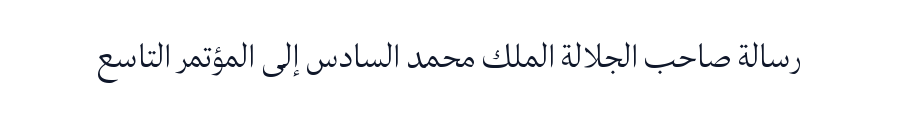 رسالة صاحب الجلالة الملك محمد السادس إلى المؤتمر التاسع